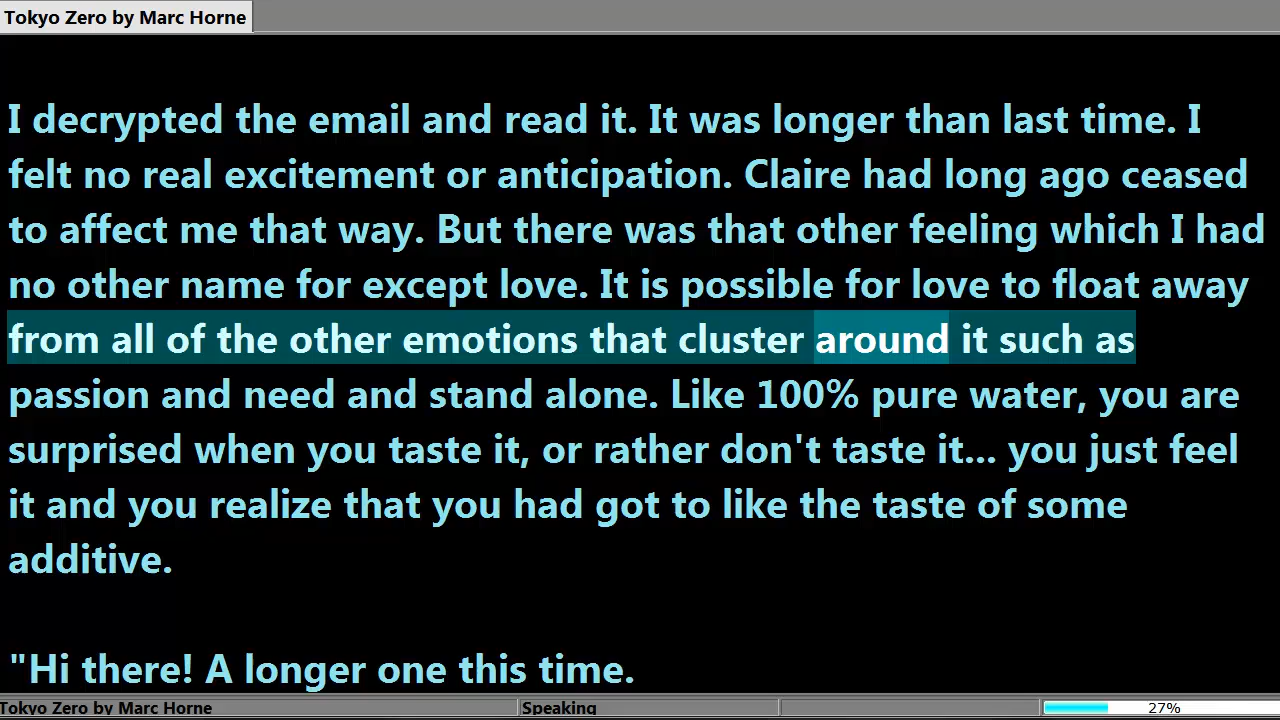 Tokyo Zero by Marc Horne
I decrypted the email and read it. It was longer than last time. I
felt no real excitement or anticipation. Claire had long ago ceased
to affect me that way. But there was that other feeling which I had
no other name for except love. It is possible for love to float away
from all of the other emotions that cluster around it such as
passion and need and stand alone. Like 100% pure water, you are
surprised when you taste it, or rather don't taste it... you just feel
it and you realize that you had got to like the taste of some
additive.
"Hi there! A longer one this time.
Tokyo Zero by Marc Horne Speaking 27%